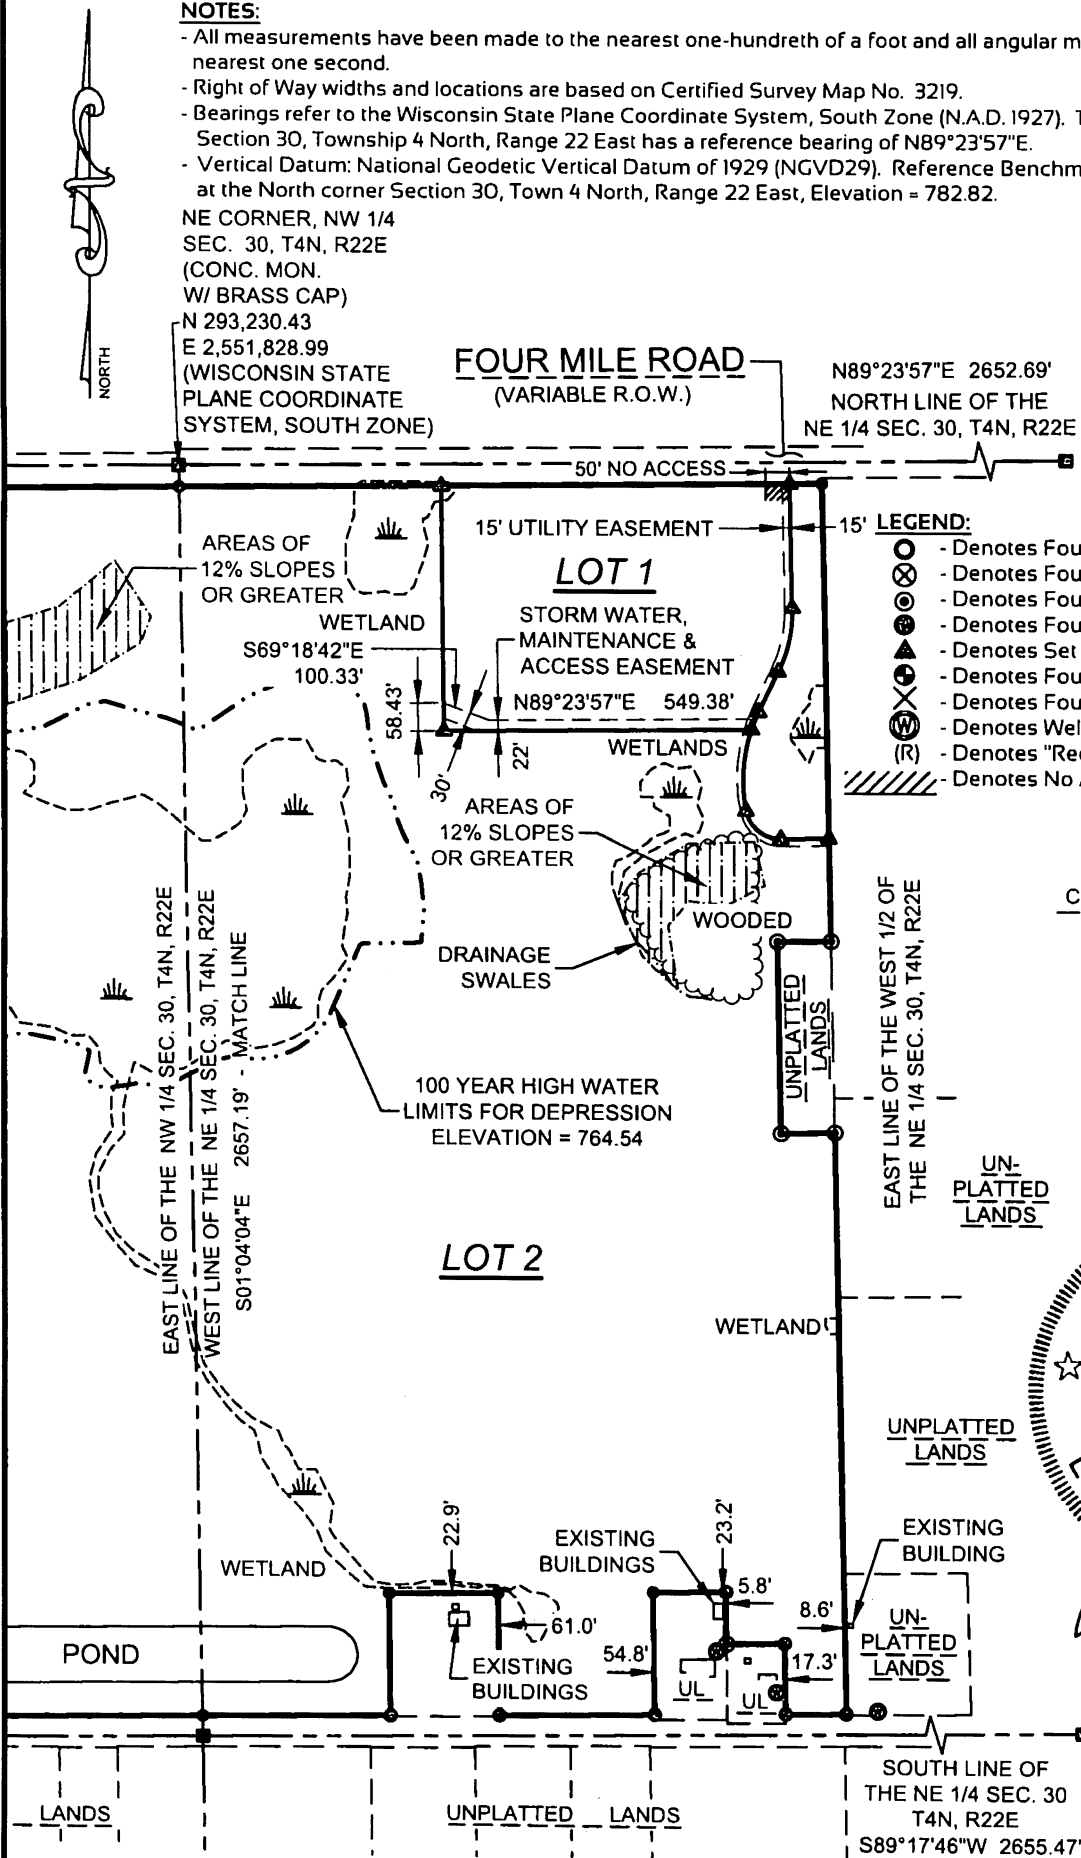 NOTES:
- All measurements have been made to the nearest one-hundreth of a foot and all angular m
nearest one second.
- Right of Way widths and locations are based on Certified Survey Map No. 3219.
- Bearings refer to the Wisconsin State Plane Coordinate System, South Zone (N.A.D. 1927). T
Section 30, Township 4 North, Range 22 East has a reference bearing of N89°23'57"E.
- Vertical Datum: National Geodetic Vertical Datum of 1929 (NGVD29). Reference Benchm
at the North corner Section 30, Town 4 North, Range 22 East, Elevation = 782.82.
NORTH
NE CORNER, NW 1/4
SEC. 30, T4N, R22E
(CONC. MON.
W/ BRASS CAP)
N 293,230.43
E 2,551,828.99
(WISCONSIN STATE
PLANE COORDINATE
SYSTEM, SOUTH ZONE)
FOUR MILE ROAD
(VARIABLE R.O.W.)
N89°23'57"E 2652.69'
NORTH LINE OF THE
NE 1/4 SEC. 30, T4N, R22E
50' NO ACCESS
15' UTILITY EASEMENT
15'
LEGEND:
- Denotes Fou
- Denotes Fou
- Denotes Fou
- Denotes Fou
- Denotes Set
- Denotes Fou
- Denotes Fou
W - Denotes Wel
(R) - Denotes "Rec
- Denotes No A
AREAS OF
12% SLOPES
OR GREATER
WETLAND
LOT 1
STORM WATER,
MAINTENANCE &
ACCESS EASEMENT
S69°18'42"E
100.33'
N89°23'57"E 549.38'
58.43'
30'
22'
WETLANDS
AREAS OF
12% SLOPES
OR GREATER
WOODED
DRAINAGE
SWALES
C
UNPLATTED
LANDS
EAST LINE OF THE WEST 1/2 OF
THE NE 1/4 SEC. 30, T4N, R22E
EAST LINE OF THE NW 1/4 SEC. 30, T4N, R22E
WEST LINE OF THE NE 1/4 SEC. 30, T4N, R22E
S01°04'04"E 2657.19' - MATCH LINE
100 YEAR HIGH WATER
LIMITS FOR DEPRESSION
ELEVATION = 764.54
UN-
PLATTED
LANDS
LOT 2
WETLAND
UNPLATTED
LANDS
22.9'
EXISTING
BUILDINGS
23.2'
EXISTING
BUILDING
WETLAND
5.8'
8.6'
61.0'
54.8'
17.3'
UN-
PLATTED
LANDS
POND
EXISTING
BUILDINGS
UL
UL
SOUTH LINE OF
THE NE 1/4 SEC. 30
T4N, R22E
S89°17'46"W 2655.47'
LANDS
UNPLATTED LANDS